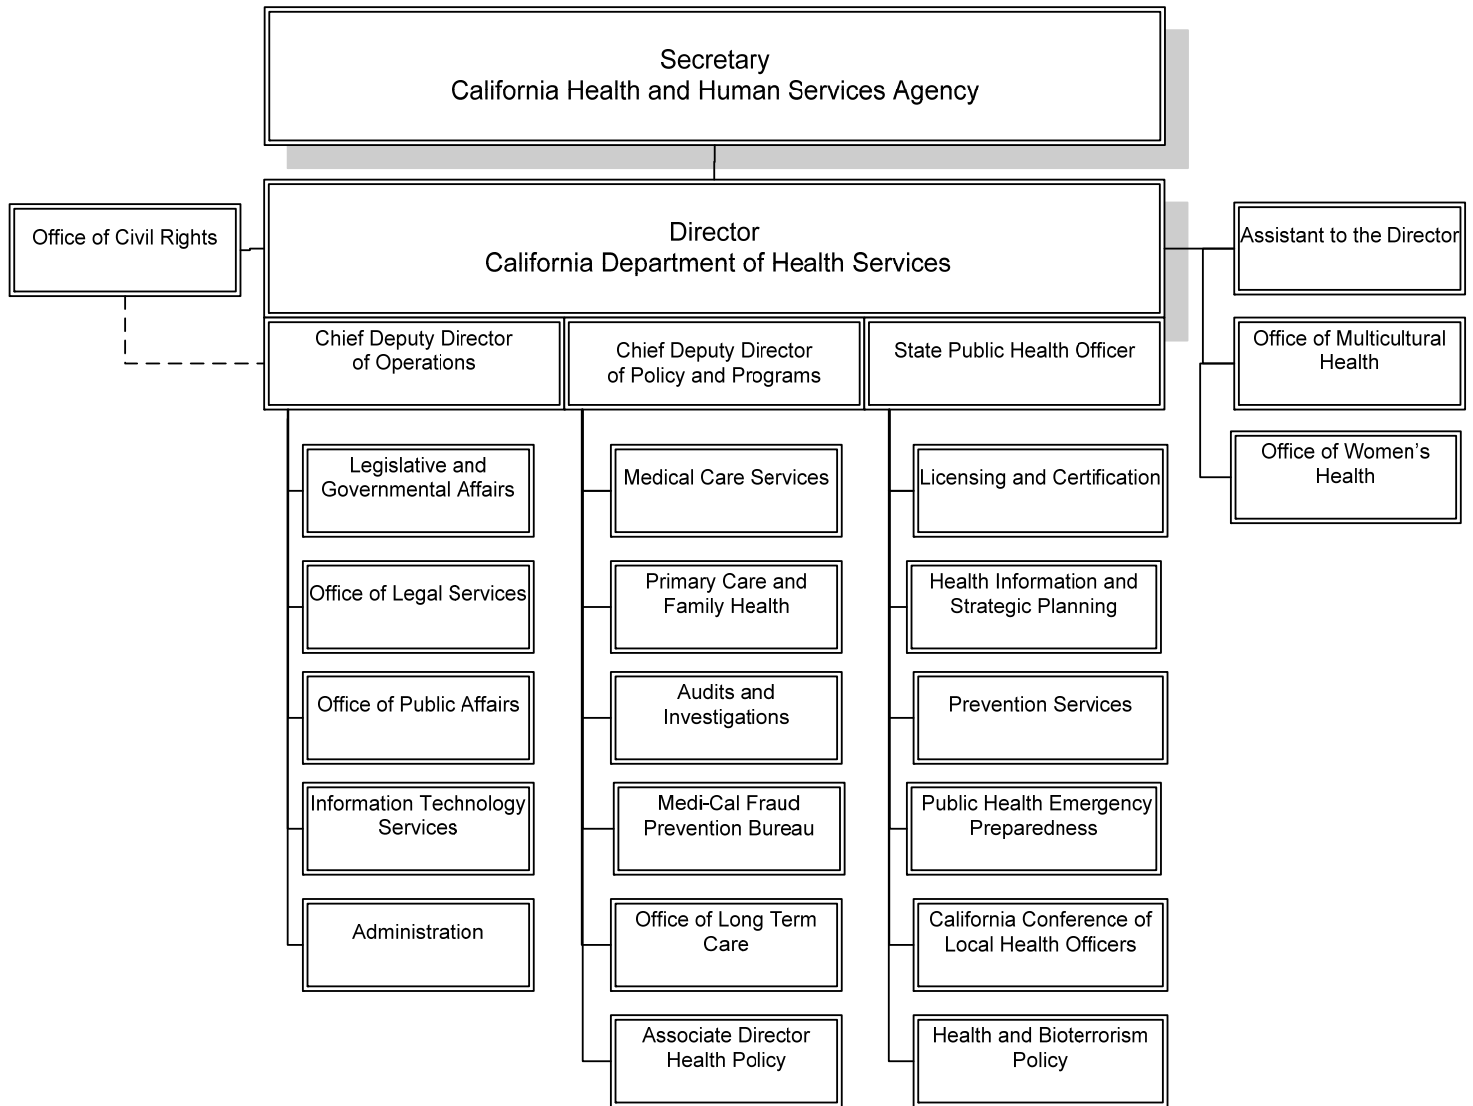 Secretary
California Health and Human Services Agency
Director
California Department of Health Services
Office of Civil Rights
Assistant to the Director
Office of Multicultural
Health
Office of Women's
Health
Chief Deputy Director
of Operations
Chief Deputy Director
of Policy and Programs
State Public Health Officer
Legislative and
Governmental Affairs
Office of Legal Services
Office of Public Affairs
Information Technology
Services
Administration
Medical Care Services
Primary Care and
Family Health
Audits and
Investigations
Medi-Cal Fraud
Prevention Bureau
Office of Long Term
Care
Associate Director
Health Policy
Licensing and Certification
Health Information and
Strategic Planning
Prevention Services
Public Health Emergency
Preparedness
California Conference of
Local Health Officers
Health and Bioterrorism
Policy